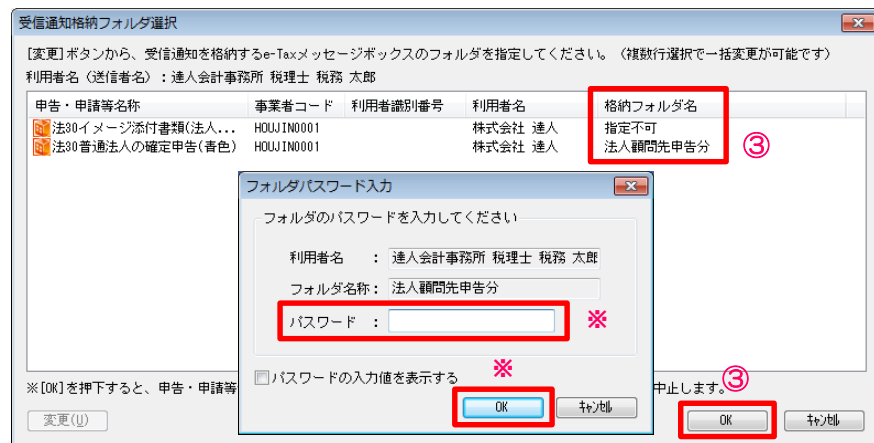 受信通知格納フォルダ選択
[変更]ボタンから、受信通知を格納するe-Taxメッセージボックスのフォルダを指定してください。（複数行選択で一括変更が可能です）
利用者名（送信者名）：達人会計事務所 税理士 税務 太郎
申告・申請等名称 事業者コード 利用者識別番号 利用者名 格納フォルダ名
法30イメージ添付書類(法人... HOUJIN0001 株式会社 達人 指定不可
法30普通法人の確定申告(青色) HOUJIN0001 株式会社 達人 法人顧問先申告分
③
フォルダパスワード入力
フォルダのパスワードを入力してください
利用者名 ： 達人会計事務所 税理士 税務 太郎
フォルダ名称： 法人顧問先申告分
パスワード ： ※
パスワードの入力値を表示する ※
OK ｷｬﾝｾﾙ
※[OK]を押下すると、申告・申請等 中止します。③
変更(U) OK ｷｬﾝｾﾙ